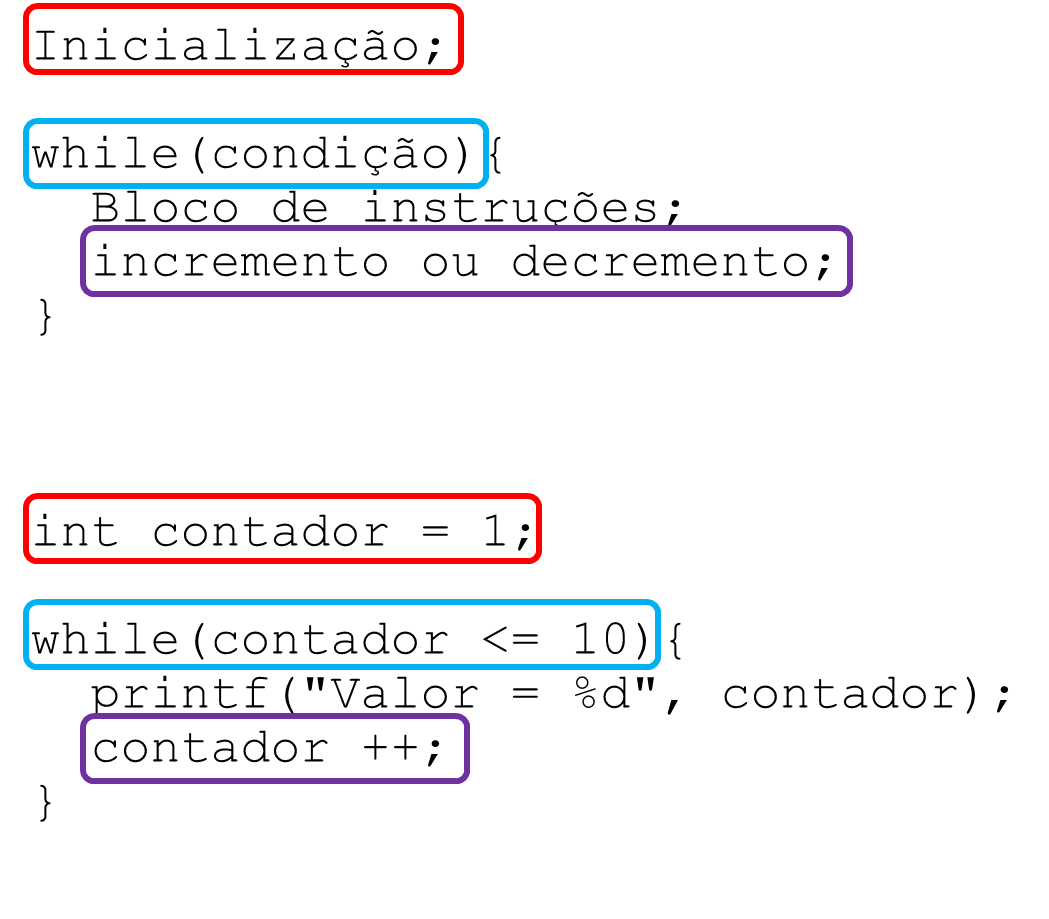 Inicialização;
while(condição){
Bloco de instruções;
incremento ou decremento;
}
int contador = 1;
while(contador <= 10){
printf("Valor = %d", contador);
contador ++;
}